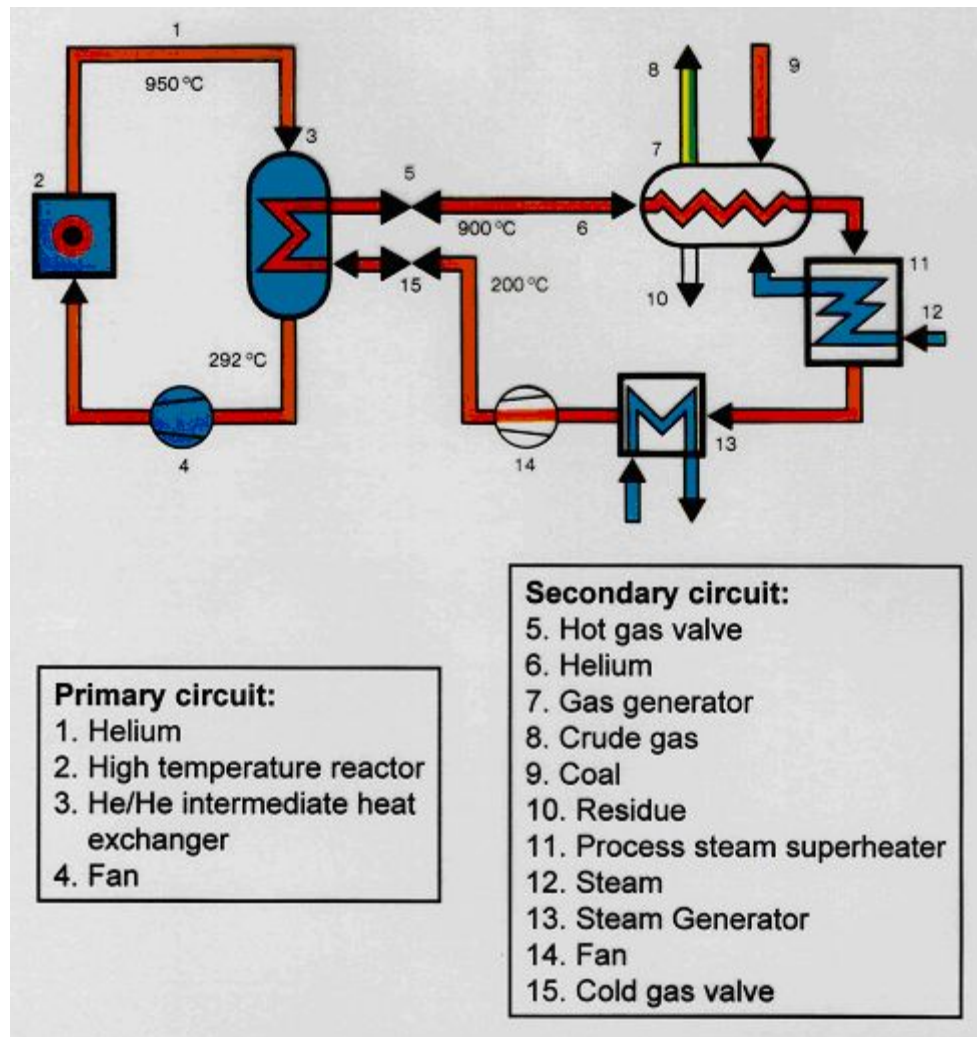 1
950 °C
3
2
292 °C
4
8
9
7
5
900 °C
6
15
200 °C
10
11
12
14
13
Primary circuit:
1. Helium
2. High temperature reactor
3. He/He intermediate heat
exchanger
4. Fan
Secondary circuit:
5. Hot gas valve
6. Helium
7. Gas generator
8. Crude gas
9. Coal
10. Residue
11. Process steam superheater
12. Steam
13. Steam Generator
14. Fan
15. Cold gas valve